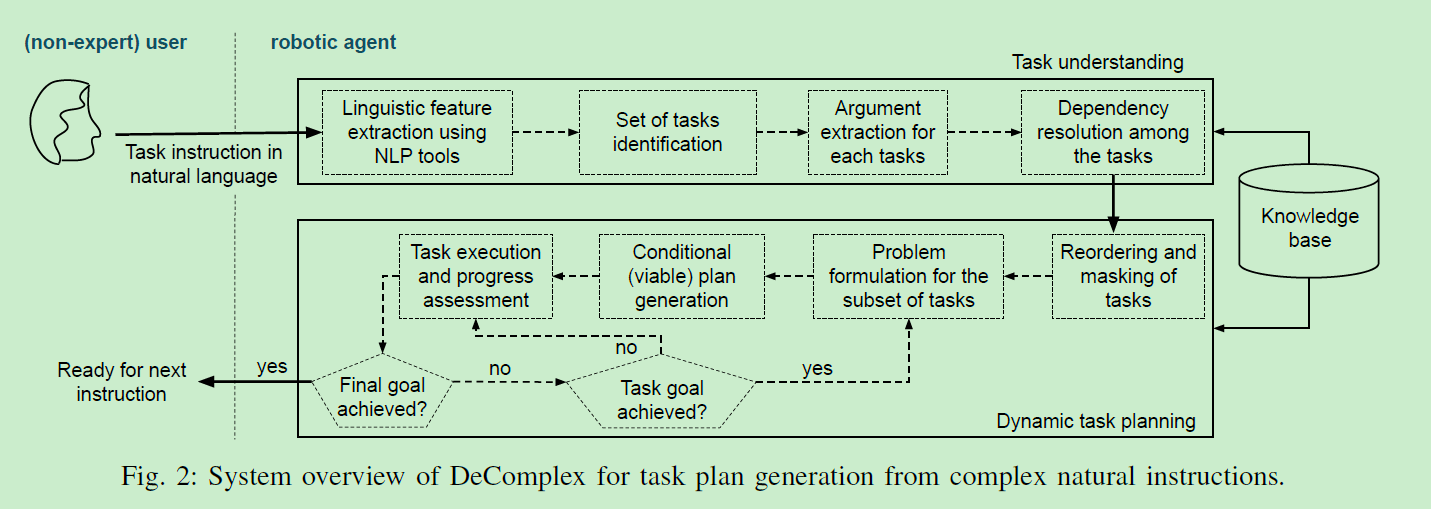 (non-expert) user
robotic agent
Task understanding
Linguistic feature
extraction using
NLP tools
Set of tasks
identification
Argument
extraction for
each tasks
Dependency
resolution among
the tasks
Task instruction in
natural language
Knowledge
base
Task execution
and progress
assessment
Conditional
(viable) plan
generation
Problem
formulation for the
subset of tasks
Reordering and
masking of
tasks
no
Ready for next
instruction
yes
Final goal
achieved?
no
Task goal
achieved?
yes
Dynamic task planning
Fig. 2: System overview of DeComplex for task plan generation from complex natural instructions.